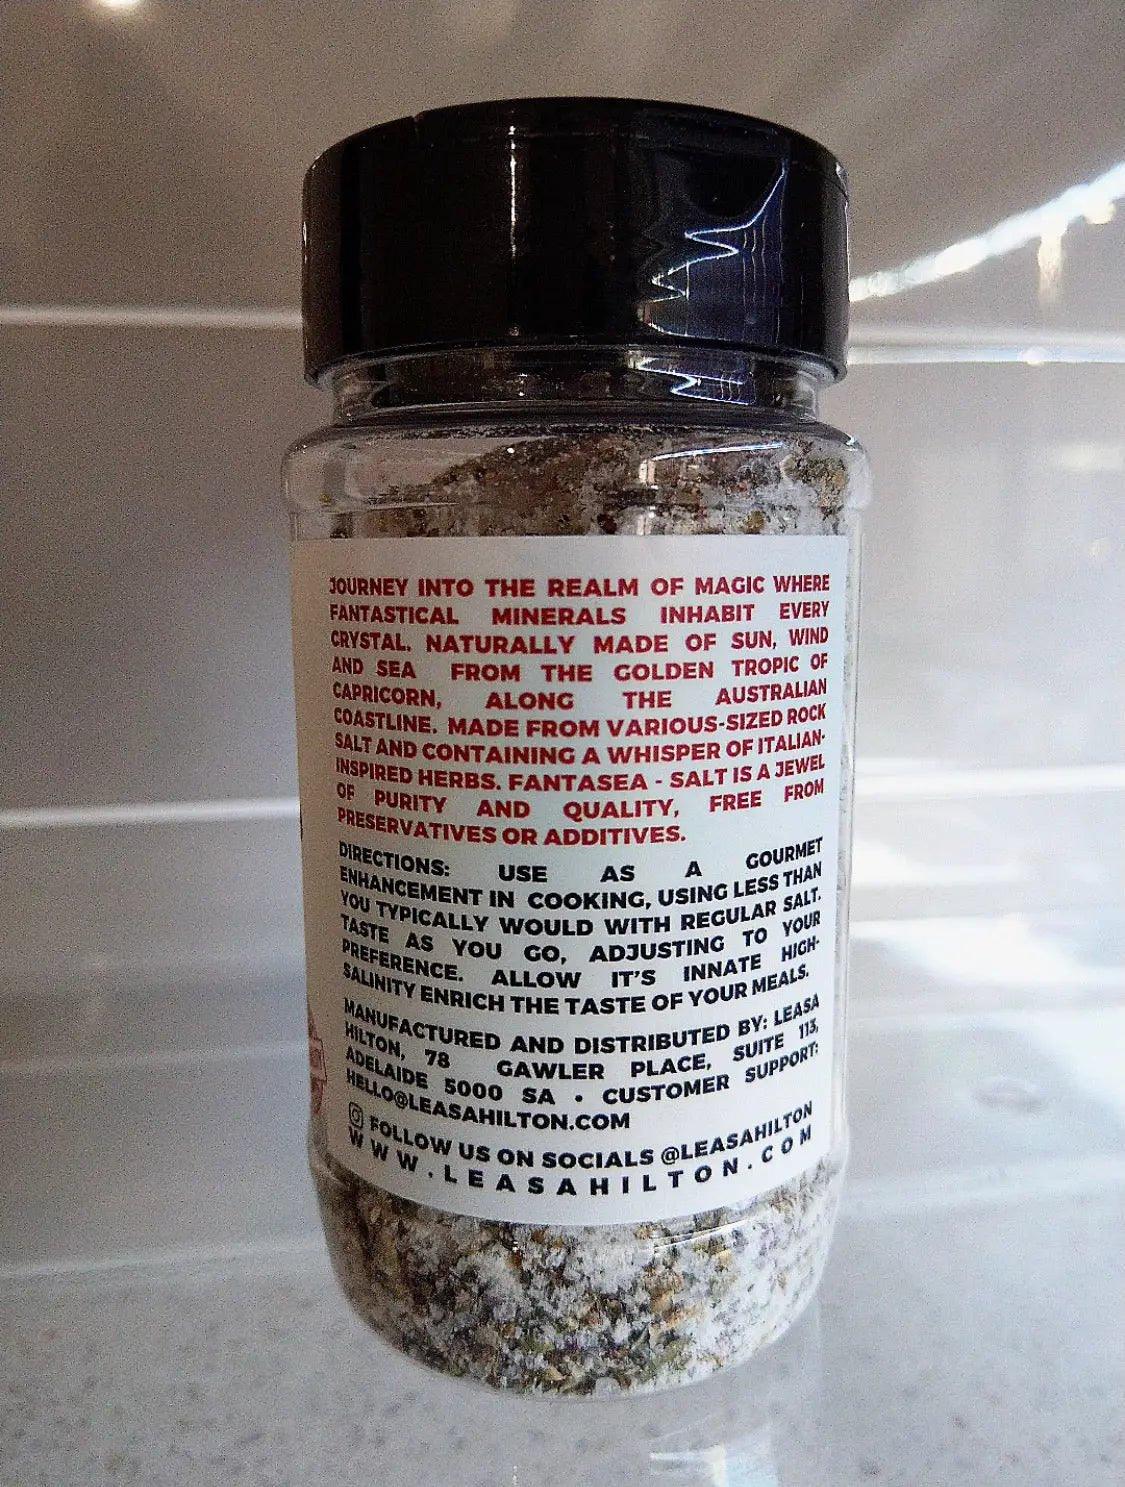 JOURNEY INTO THE REALM OF MAGIC WHERE
FANTASTICAL MINERALS INHABIT EVERY
CRYSTAL. NATURALLY MADE OF SUN, WIND
AND SEA FROM THE GOLDEN TROPIC OF
CAPRICORN, ALONG THE AUSTRALIAN
COASTLINE. MADE FROM VARIOUS-SIZED ROCK
SALT AND CONTAINING A WHISPER OF ITALIAN-
INSPIRED HERBS. FANTASEA - SALT IS A JEWEL
OF PURITY AND QUALITY, FREE FROM
PRESERVATIVES OR ADDITIVES.
DIRECTIONS: USE AS A GOURMET
ENHANCEMENT IN COOKING, USING LESS THAN
YOU TYPICALLY WOULD WITH REGULAR SALT.
TASTE AS YOU GO, ADJUSTING TO YOUR
PREFERENCE. ALLOW IT'S INNATE HIGH-
SALINITY ENRICH THE TASTE OF YOUR MEALS.
MANUFACTURED AND DISTRIBUTED BY: LEASA
HILTON, 78 GAWLER PLACE, SUITE 113,
ADELAIDE 5000 SA • CUSTOMER SUPPORT:
HELLO@LEASAHILTON.COM
FOLLOW US ON SOCIALS @LEASAHILTON
WWW.LEASAHILTON.COM